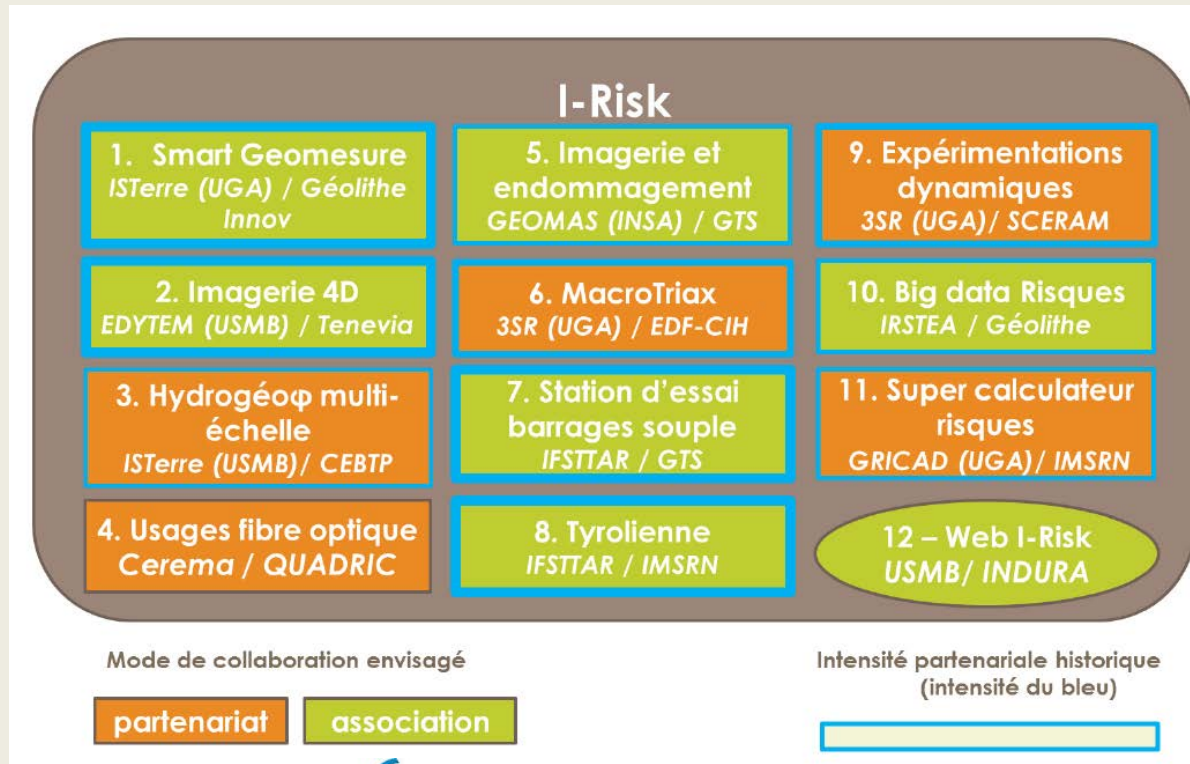 I-Risk
1. Smart Geomesure
ISTerre (UGA) / Géolithe
Innov
2. Imagerie 4D
EDYTEM (USMB) / Tenevia
3. Hydrogéoφ multi-
échelle
ISTerre (USMB)/ CEBTP
4. Usages fibre optique
Cerema / QUADRIC
5. Imagerie et
endommagement
GEOMAS (INSA) / GTS
6. MacroTriax
3SR (UGA) / EDF-CIH
7. Station d'essai
barrages souple
IFSTTAR / GTS
8. Tyrolienne
IFSTTAR / IMSRN
9. Expérimentations
dynamiques
3SR (UGA)/ SCERAM
10. Big data Risques
IRSTEA / Géolithe
11. Super calculateur
risques
GRICAD (UGA)/ IMSRN
12 – Web I-Risk
USMB/ INDURA
Mode de collaboration envisagé
partenariat
association
Intensité partenariale historique
(intensité du bleu)